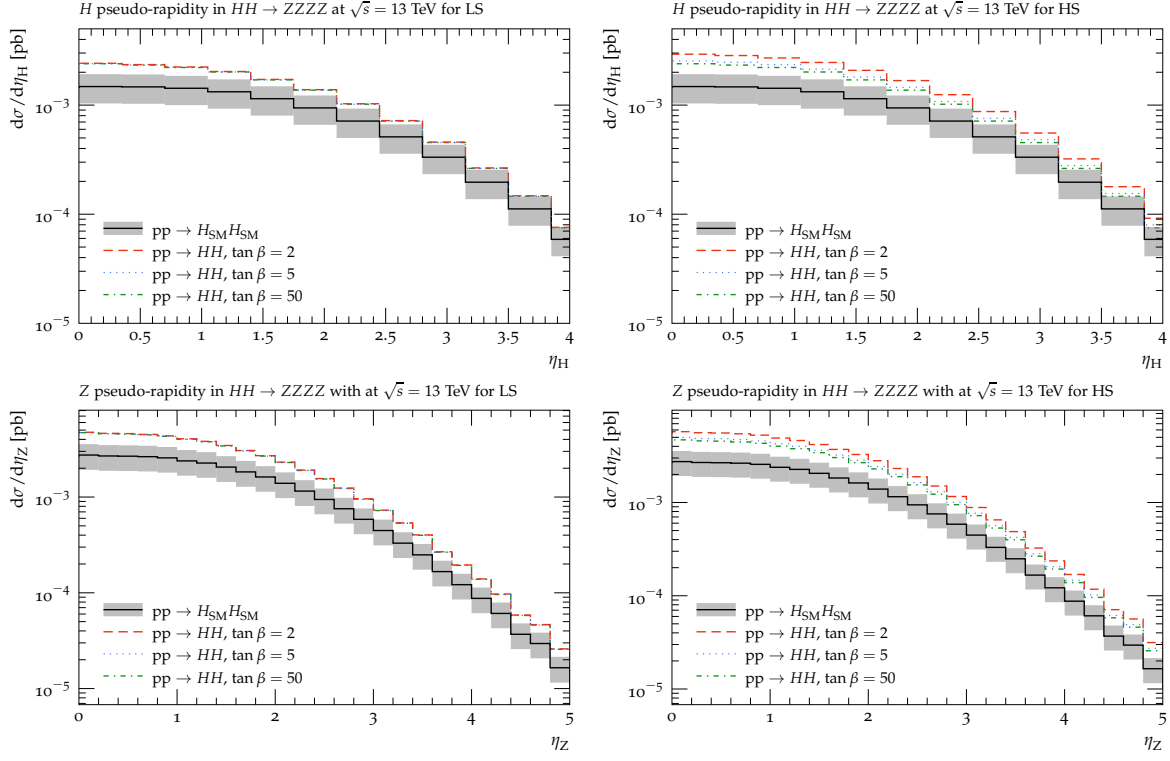 H pseudo-rapidity in HH → ZZZZ at √s = 13 TeV for LS
dσ/dη_H [pb]
10⁻³
10⁻⁴
10⁻⁵
pp → H_SM H_SM
pp → HH, tan β = 2
pp → HH, tan β = 5
pp → HH, tan β = 50
0 0.5 1 1.5 2 2.5 3 3.5 4
η_H
H pseudo-rapidity in HH → ZZZZ at √s = 13 TeV for HS
dσ/dη_H [pb]
10⁻³
10⁻⁴
10⁻⁵
pp → H_SM H_SM
pp → HH, tan β = 2
pp → HH, tan β = 5
pp → HH, tan β = 50
0 0.5 1 1.5 2 2.5 3 3.5 4
η_H
Z pseudo-rapidity in HH → ZZZZ with at √s = 13 TeV for LS
dσ/dη_Z [pb]
10⁻³
10⁻⁴
10⁻⁵
pp → H_SM H_SM
pp → HH, tan β = 2
pp → HH, tan β = 5
pp → HH, tan β = 50
0 1 2 3 4 5
η_Z
Z pseudo-rapidity in HH → ZZZZ with at √s = 13 TeV for HS
dσ/dη_Z [pb]
10⁻³
10⁻⁴
10⁻⁵
pp → H_SM H_SM
pp → HH, tan β = 2
pp → HH, tan β = 5
pp → HH, tan β = 50
0 1 2 3 4 5
η_Z